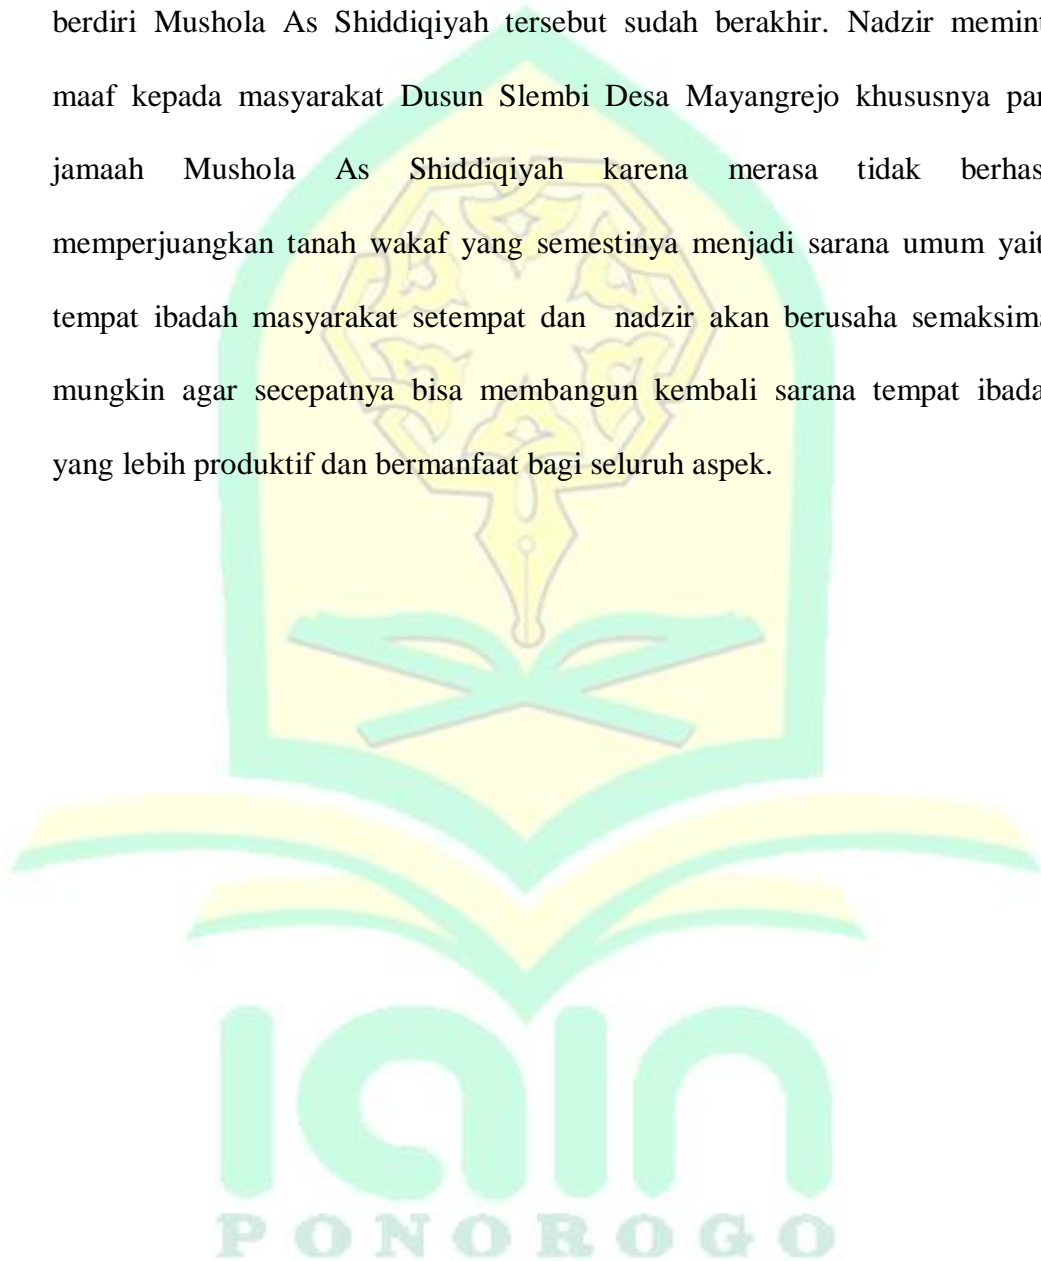 berdiri Mushola As Shiddiqiyah tersebut sudah berakhir. Nadzir memint
maaf kepada masyarakat Dusun Slembi Desa Mayangrejo khususnya par
jamaah Mushola As Shiddiqiyah karena merasa tidak berhas
memperjuangkan tanah wakaf yang semestinya menjadi sarana umum yait
tempat ibadah masyarakat setempat dan nadzir akan berusaha semaksima
mungkin agar secepatnya bisa membangun kembali sarana tempat ibada
yang lebih produktif dan bermanfaat bagi seluruh aspek.
iain
PONOROGO